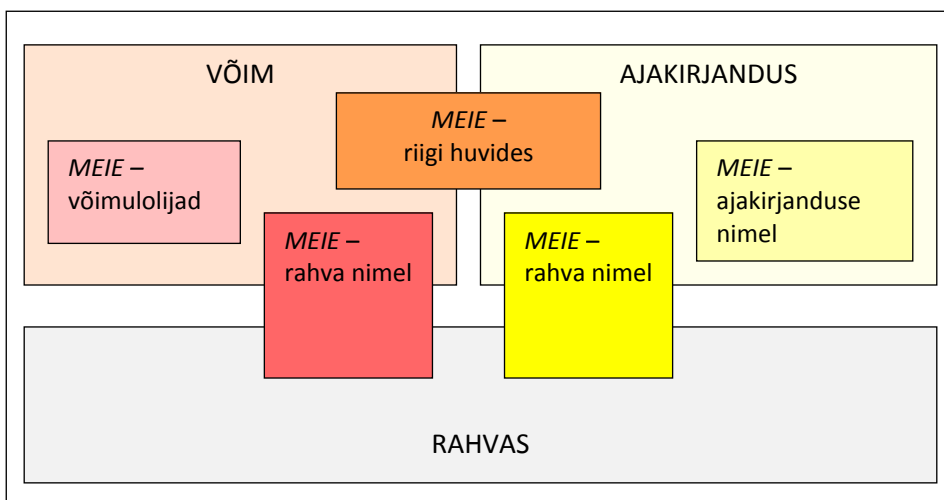 VÕIM
AJAKIRJANDUS
MEIE –
riigi huvides
MEIE –
võimulolijad
MEIE –
ajakirjanduse
nimel
MEIE –
rahva nimel
MEIE –
rahva nimel
RAHVAS